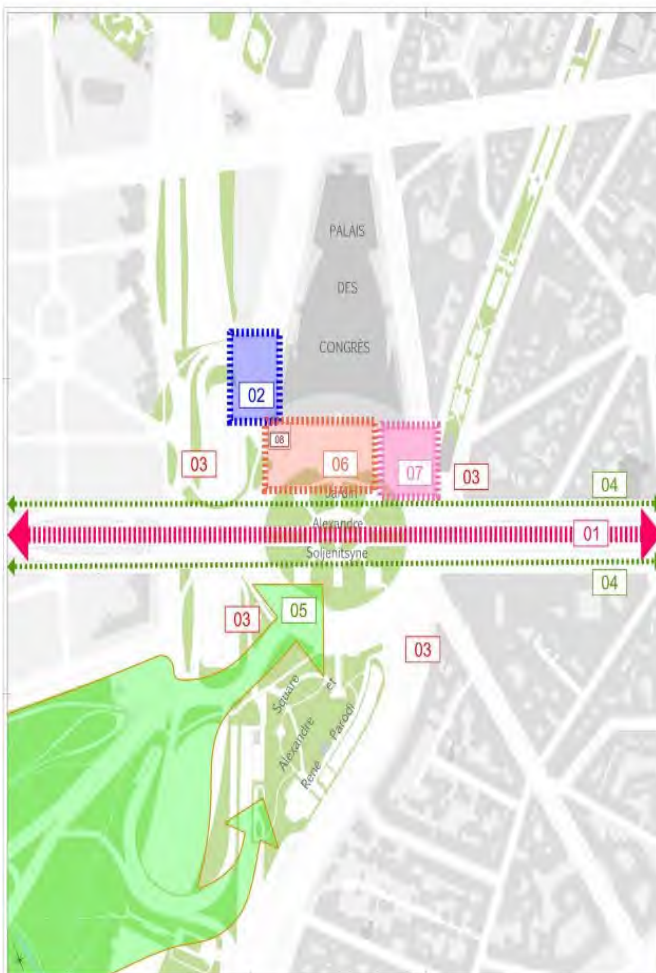 PALAIS
DES
CONGRÈS
02
08
03
06
07
03
04
Jardin
Alexandre
01
Soljenitsyne
04
03
05
03
Square
et
Alexandre
Parodi
René